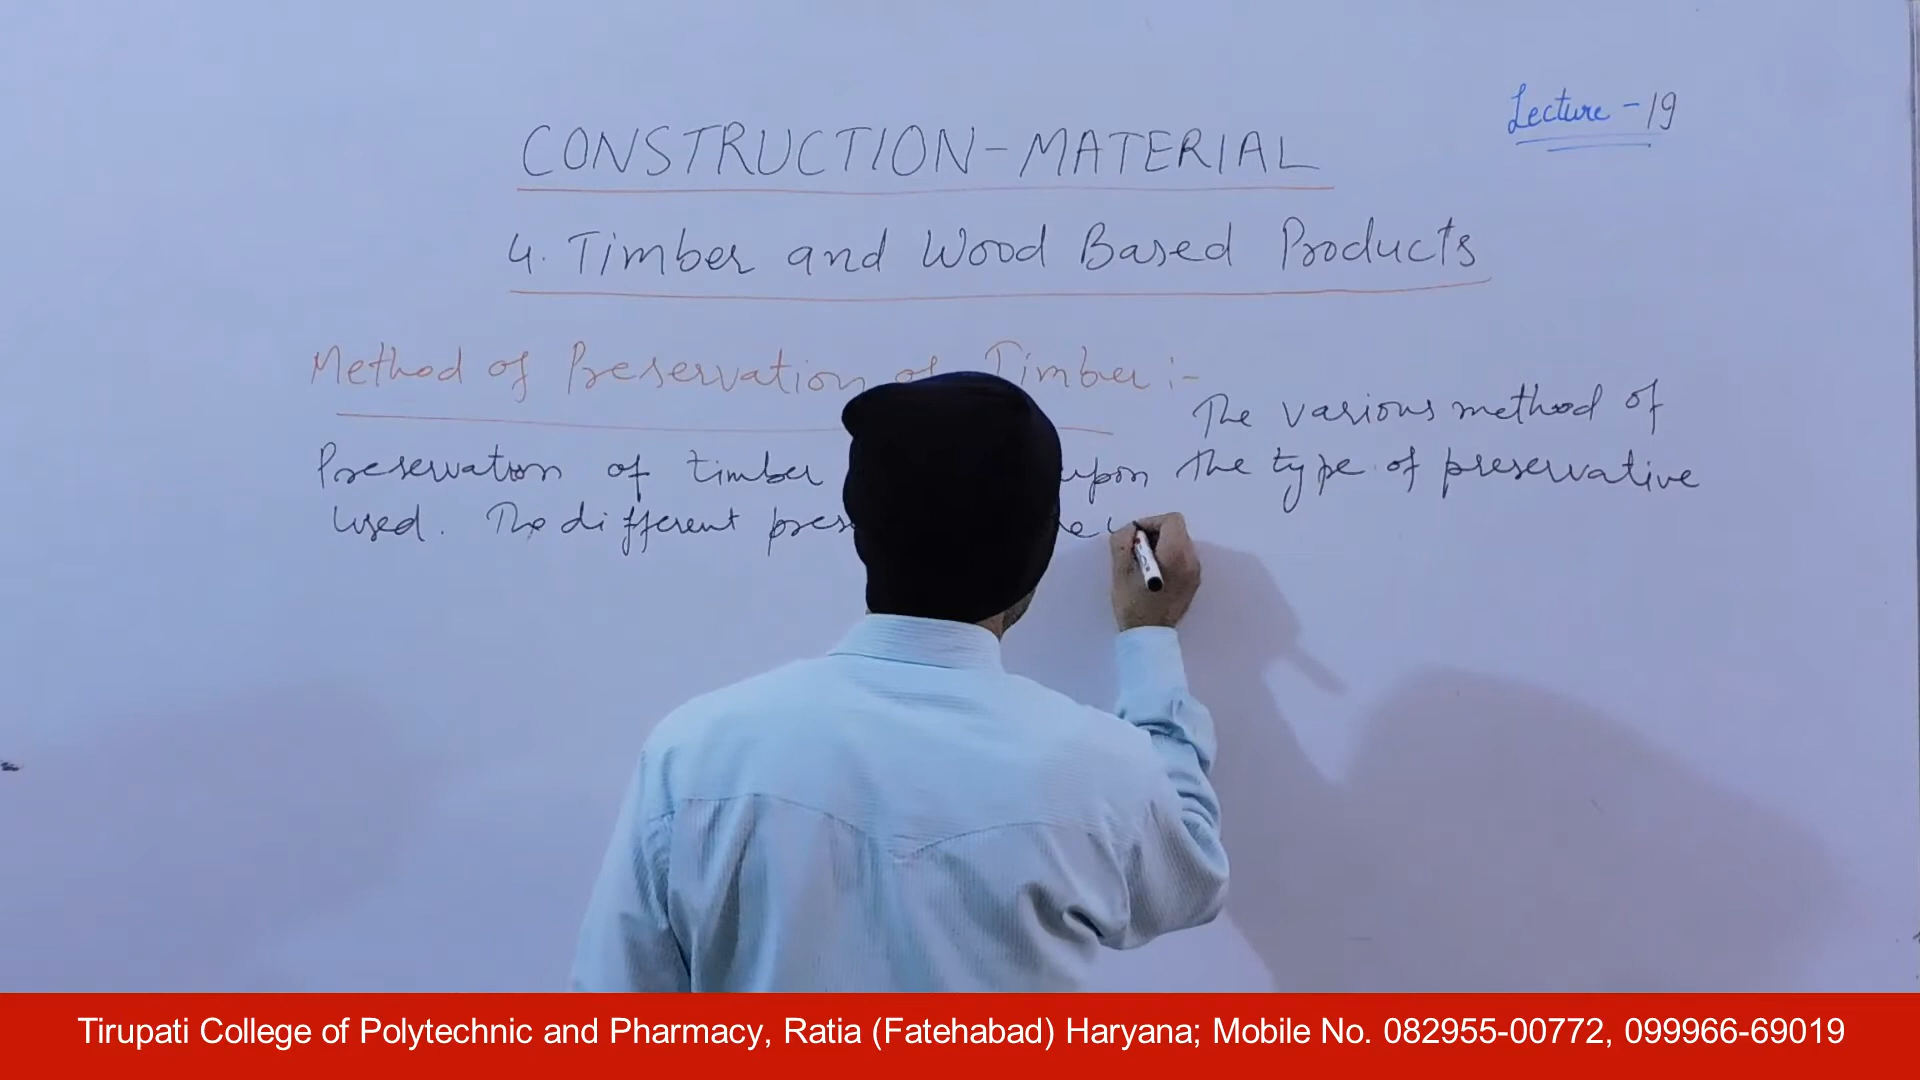 Lecture - 19
CONSTRUCTION-MATERIAL
4. Timber and Wood Based Products
Method of Preservation of Timber :-
The various method of
Preservation of timber upon the type of preservative
used. The different
Tirupati College of Polytechnic and Pharmacy, Ratia (Fatehabad) Haryana; Mobile No. 082955-00772, 099966-69019